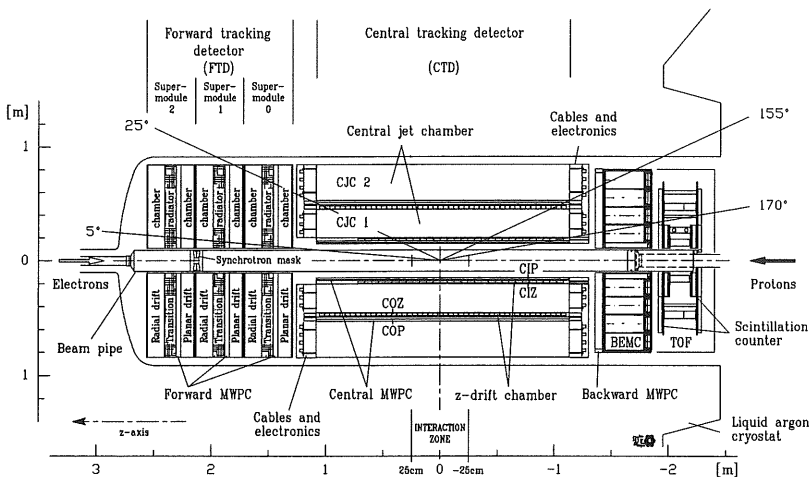 Forward tracking
detector
(FTD)
Central tracking detector
(CTD)
Super-
module
2
Super-
module
1
Super-
module
0
[m]
25°
155°
Central jet chamber
Cables and
electronics
1
CJC 2
170°
CJC 1
5°
chamber
radiator
chamber
chamber
radiator
chamber
chamber
radiator
chamber
0
Synchrotron mask
Electrons
Protons
CIP
CIZ
COZ
COP
Radial drift
Transition
Planar drift
Radial drift
Transition
Planar drift
Radial drift
Transition
Planar drift
BEMC
TOF
Scintillation
counter
Beam pipe
1
Forward MWPC
Central MWPC
z-drift chamber
Backward MWPC
Cables and
electronics
z-axis
INTERACTION
ZONE
Liquid argon
cryostat
3
2
1
25cm
0
-25cm
-1
-2
[m]